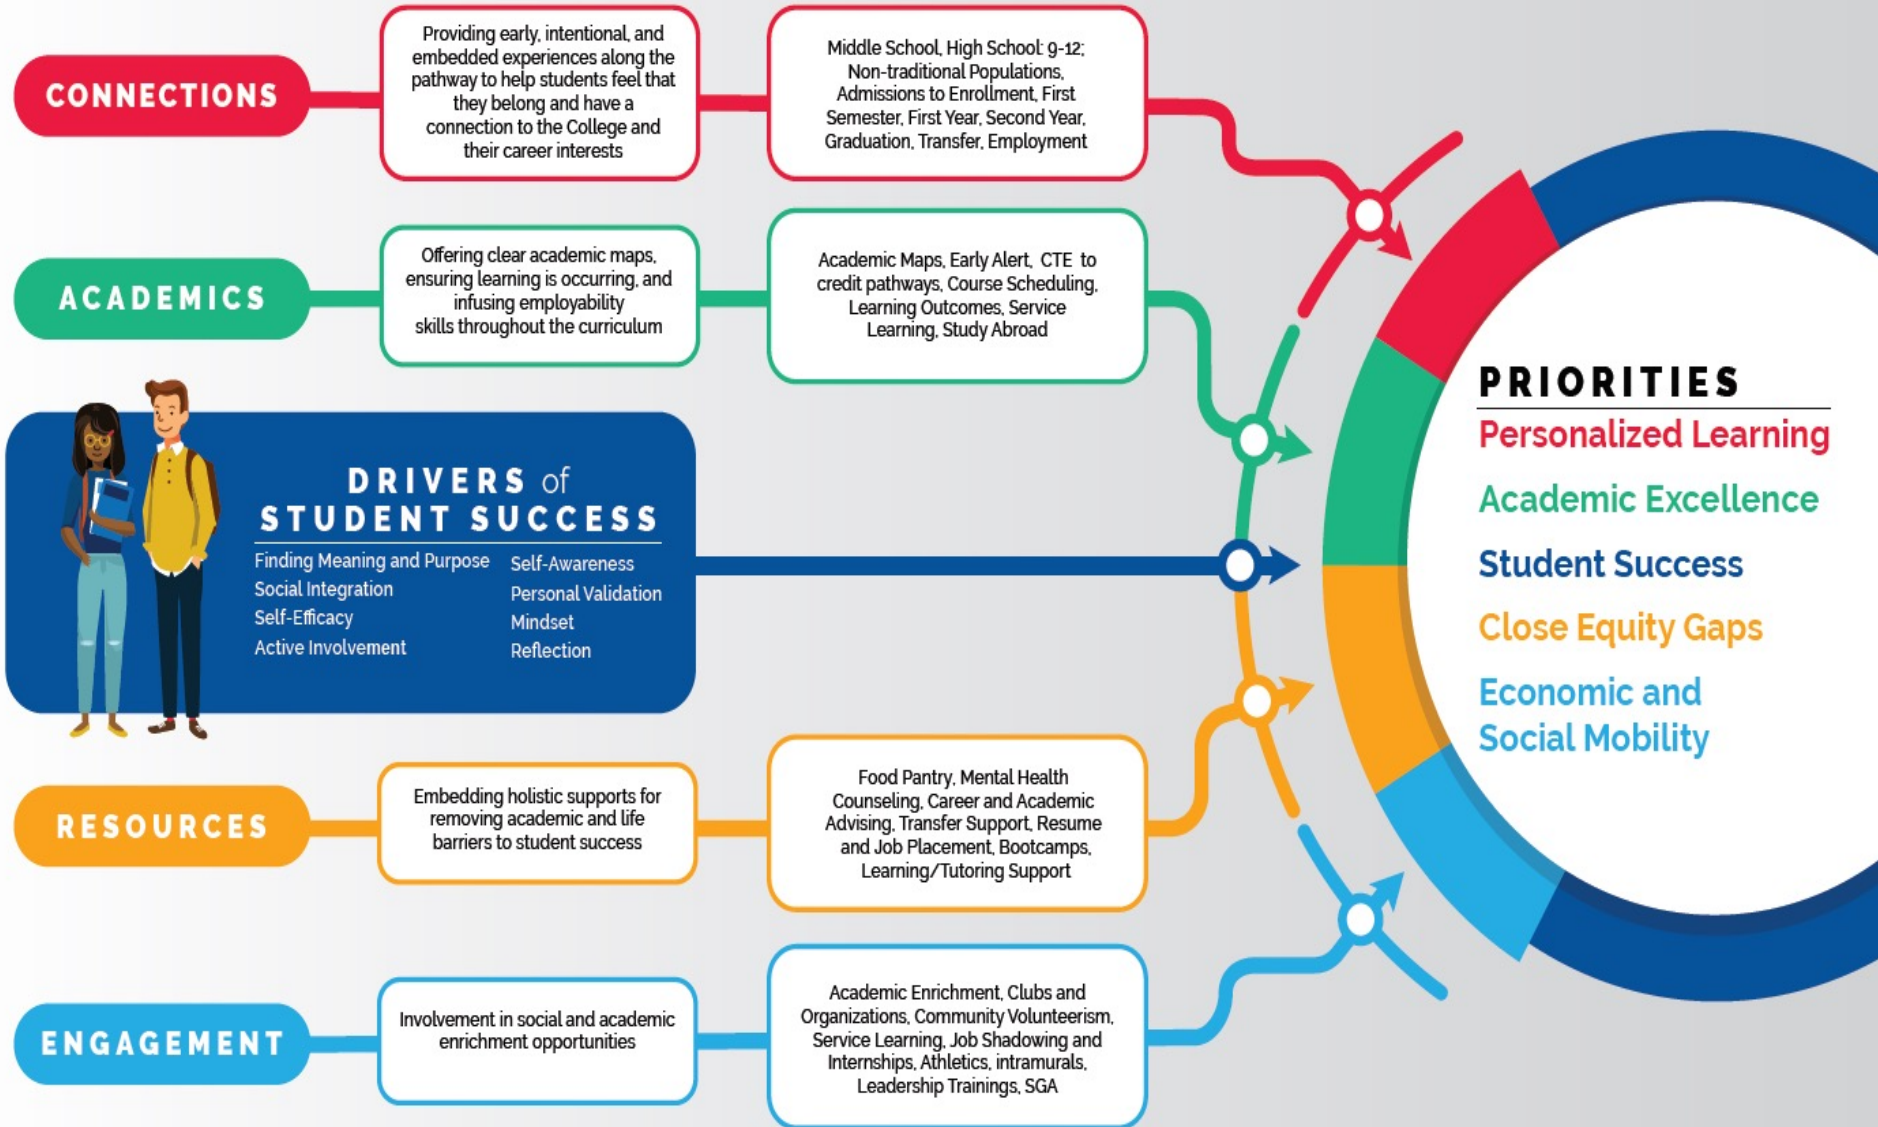 CONNECTIONS
Providing early, intentional, and
embedded experiences along the
pathway to help students feel that
they belong and have a
connection to the College and
their career interests
Middle School, High School: 9-12;
Non-traditional Populations,
Admissions to Enrollment, First
Semester, First Year, Second Year,
Graduation, Transfer, Employment
ACADEMICS
Offering clear academic maps,
ensuring learning is occurring, and
infusing employability
skills throughout the curriculum
Academic Maps, Early Alert, CTE to
credit pathways, Course Scheduling,
Learning Outcomes, Service
Learning, Study Abroad
DRIVERS of
STUDENT SUCCESS
Finding Meaning and Purpose
Social Integration
Self-Efficacy
Active Involvement
Self-Awareness
Personal Validation
Mindset
Reflection
RESOURCES
Embedding holistic supports for
removing academic and life
barriers to student success
Food Pantry, Mental Health
Counseling, Career and Academic
Advising, Transfer Support, Resume
and Job Placement, Bootcamps,
Learning/Tutoring Support
ENGAGEMENT
Involvement in social and academic
enrichment opportunities
Academic Enrichment, Clubs and
Organizations, Community Volunteerism,
Service Learning, Job Shadowing and
Internships, Athletics, intramurals,
Leadership Trainings, SGA
PRIORITIES
Personalized Learning
Academic Excellence
Student Success
Close Equity Gaps
Economic and
Social Mobility